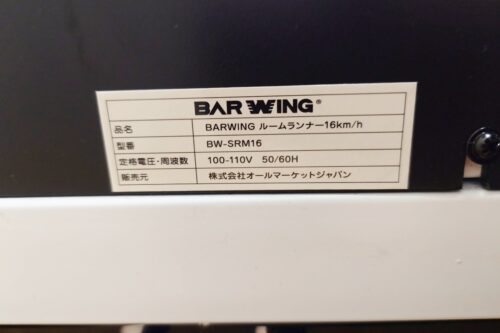 BARWING®
品名 BARWING ルームランナー16km/h
型番 BW-SRM16
定格電圧・周波数 100-110V 50/60H
販売元 株式会社オールマーケットジャパン